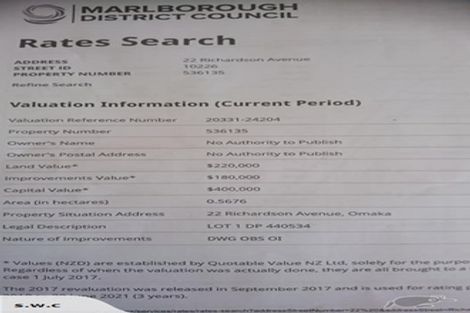 MARLBOROUGH
DISTRICT COUNCIL
Rates Search
ADDRESS 22 Richardson Avenue
STREET ID 10226
PROPERTY NUMBER 536135
Refine Search
Valuation Information (Current Period)
Valuation Reference Number 20331-24204
Property Number 536135
Owner's Name No Authority to Publish
Owner's Postal Address No Authority to Publish
Land Value* $220,000
Improvements Value* $180,000
Capital Value* $400,000
Area (in hectares) 0.5676
Property Situation Address 22 Richardson Avenue, Omaka
Legal Description LOT 1 DP 440534
Nature of Improvements DWG OBS OI
* Values (NZD) are established by Quotable Value NZ Ltd, solely for the purpo
Regardless of when the valuation was actually done, they are all brought to a
case 1 July 2017.
The 2017 revaluation was released in September 2017 and is used for rating
2021 (3 years).
s.w.c